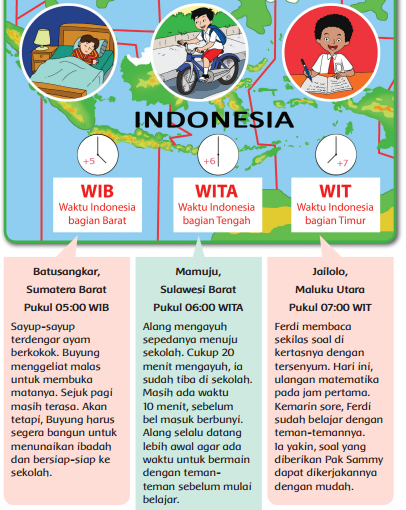 INDONESIA
+5
+6
+7
WIB
Waktu Indonesia
bagian Barat
WITA
Waktu Indonesia
bagian Tengah
WIT
Waktu Indonesia
bagian Timur
Batusangkar,
Sumatera Barat
Pukul 05:00 WIB
Sayup-sayup
terdengar ayam
berkokok. Buyung
menggeliat malas
untuk membuka
matanya. Sejuk pagi
masih terasa. Akan
tetapi, Buyung harus
segera bangun untuk
menunaikan ibadah
dan bersiap-siap ke
sekolah.
Mamuju,
Sulawesi Barat
Pukul 06:00 WITA
Alang mengayuh
sepedanya menuju
sekolah. Cukup 20
menit mengayuh, ia
sudah tiba di sekolah.
Masih ada waktu
10 menit, sebelum
bel masuk berbunyi.
Alang selalu datang
lebih awal agar ada
waktu untuk bermain
dengan teman-
teman sebelum mulai
belajar.
Jailolo,
Maluku Utara
Pukul 07:00 WIT
Ferdi membaca
sekilas soal di
kertasnya dengan
tersenyum. Hari ini,
ulangan matematika
pada jam pertama.
Kemarin sore, Ferdi
sudah belajar dengan
teman-temannya.
Ia yakin, soal yang
diberikan Pak Sammy
dapat dikerjakannya
dengan mudah.